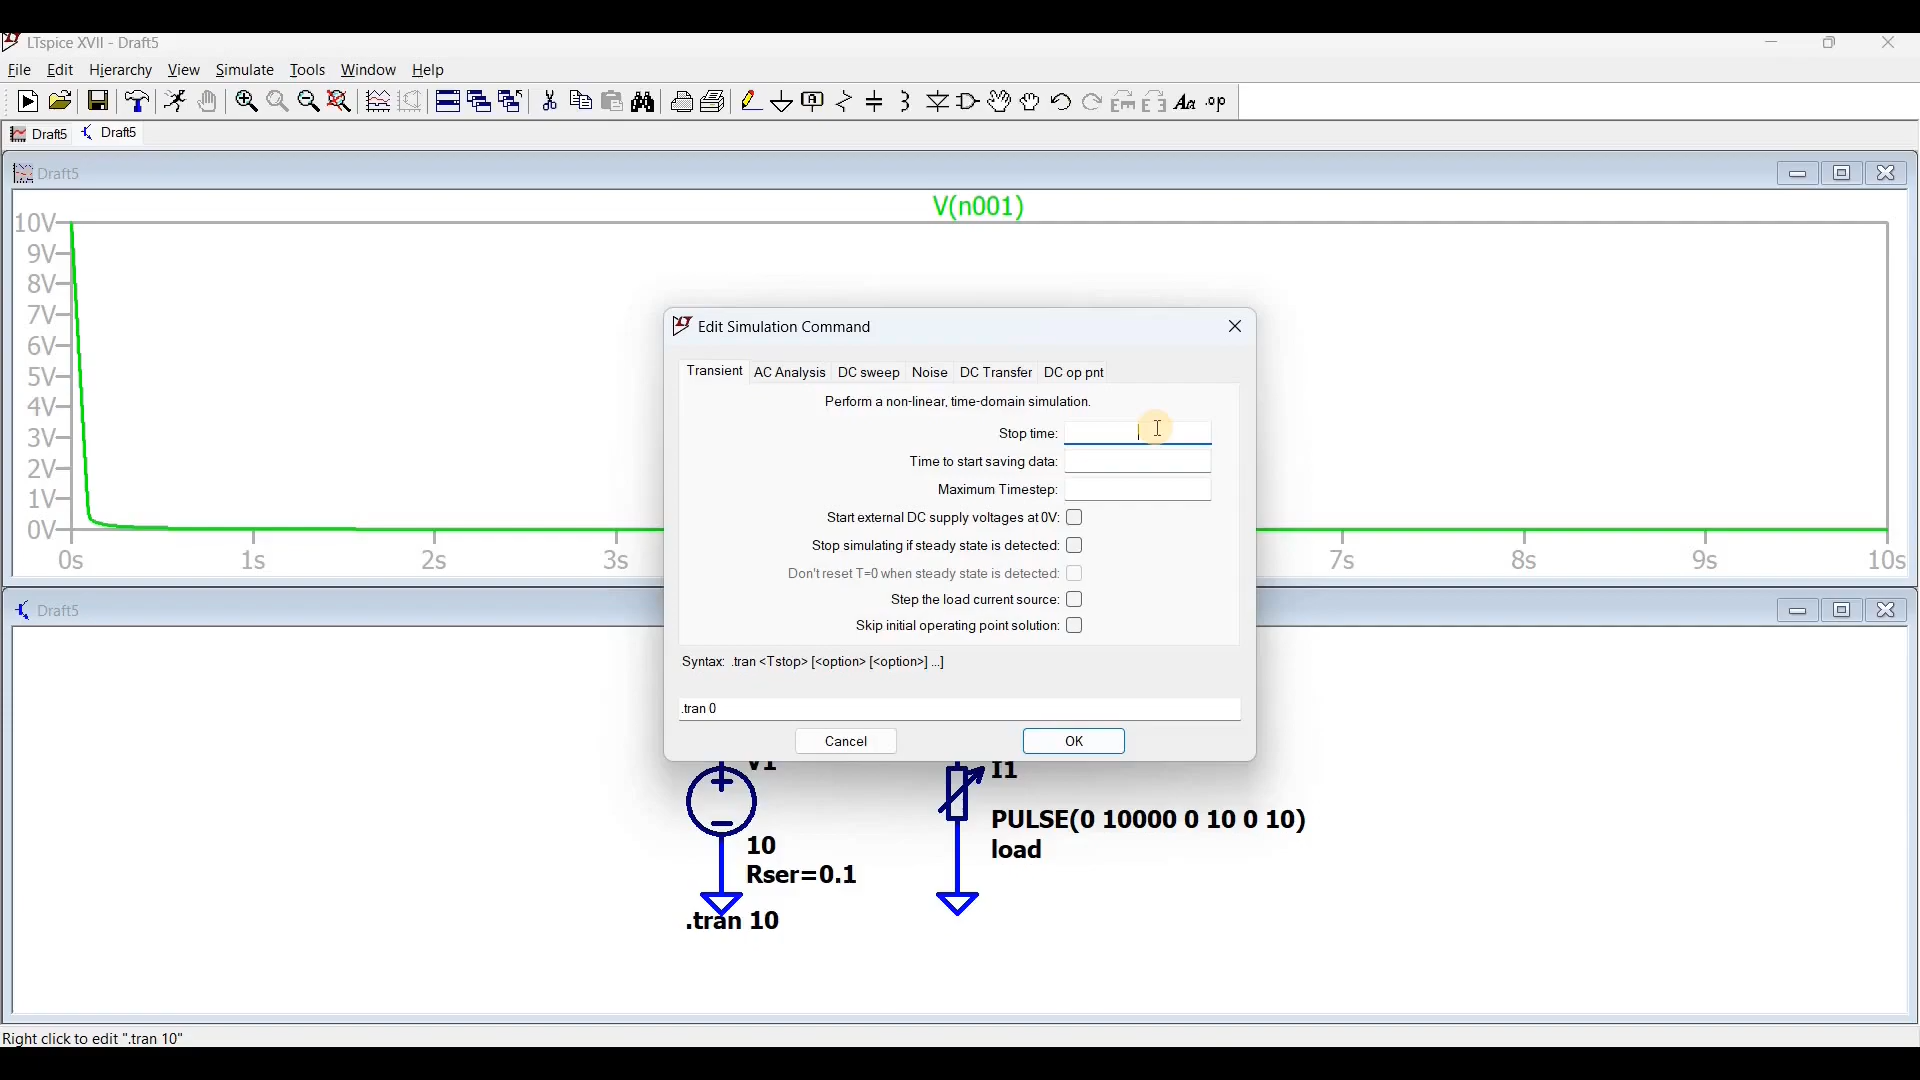 LTspice XVII - Draft5
File Edit Hierarchy View Simulate Tools Window Help
Draft5 Draft5
Draft5
V(n001)
10V
9V
8V
7V
6V
5V
4V
3V
2V
1V
0V
0s 1s 2s 3s 7s 8s 9s 10s
Edit Simulation Command
Transient AC Analysis DC sweep Noise DC Transfer DC op pnt
Perform a non-linear, time-domain simulation.
Stop time:
Time to start saving data:
Maximum Timestep:
Start external DC supply voltages at 0V:
Stop simulating if steady state is detected:
Don't reset T=0 when steady state is detected:
Step the load current source:
Skip initial operating point solution:
Syntax: .tran <Tstop> [<option> [<option>] ...]
.tran 0
Cancel OK
Draft5
V1 I1
PULSE(0 10000 0 10 0 10)
10 load
Rser=0.1
.tran 10
Right click to edit ".tran 10"